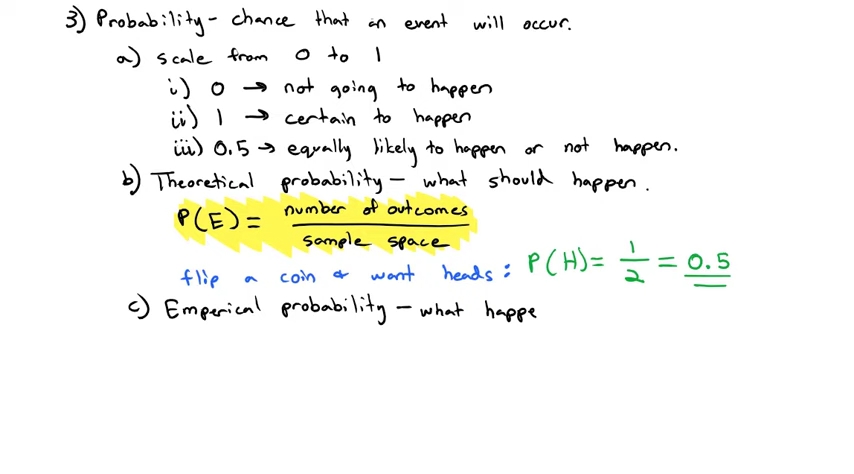 3) Probability - chance that an event will occur.
a) scale from 0 to 1
i) 0 → not going to happen
ii) 1 → certain to happen
iii) 0.5 → equally likely to happen or not happen.
b) Theoretical probability - what should happen.
P(E) = number of outcomes / sample space
flip a coin & want heads: P(H) = 1/2 = 0.5
c) Emperical probability - what happe